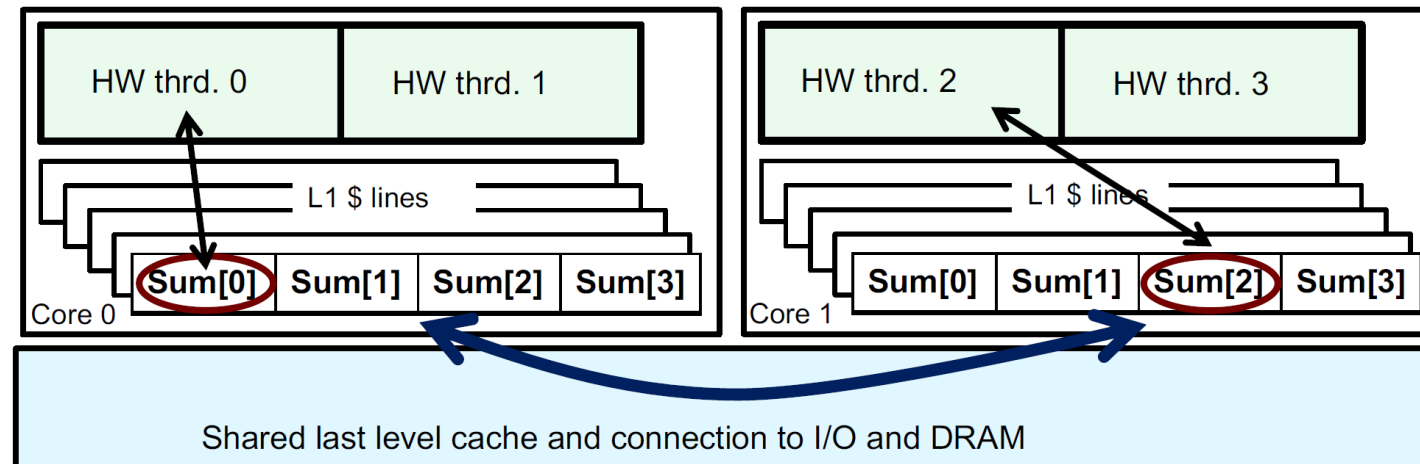 HW thrd. 0
HW thrd. 1
HW thrd. 2
HW thrd. 3
L1 $ lines
L1 $ lines
Sum[0] Sum[1] Sum[2] Sum[3]
Sum[0] Sum[1] Sum[2] Sum[3]
Core 0
Core 1
Shared last level cache and connection to I/O and DRAM